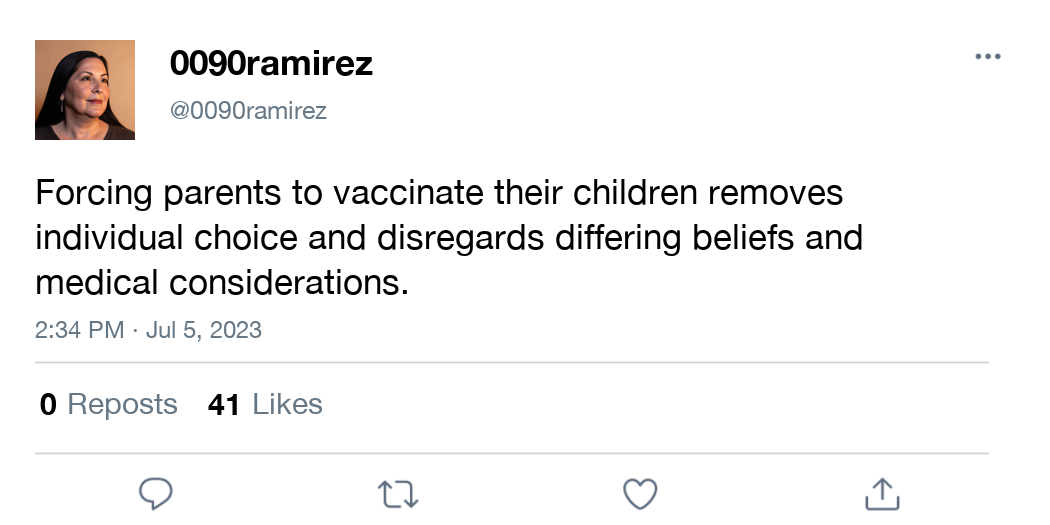 0090ramirez
@0090ramirez
Forcing parents to vaccinate their children removes
individual choice and disregards differing beliefs and
medical considerations.
2:34 PM · Jul 5, 2023
0 Reposts 41 Likes